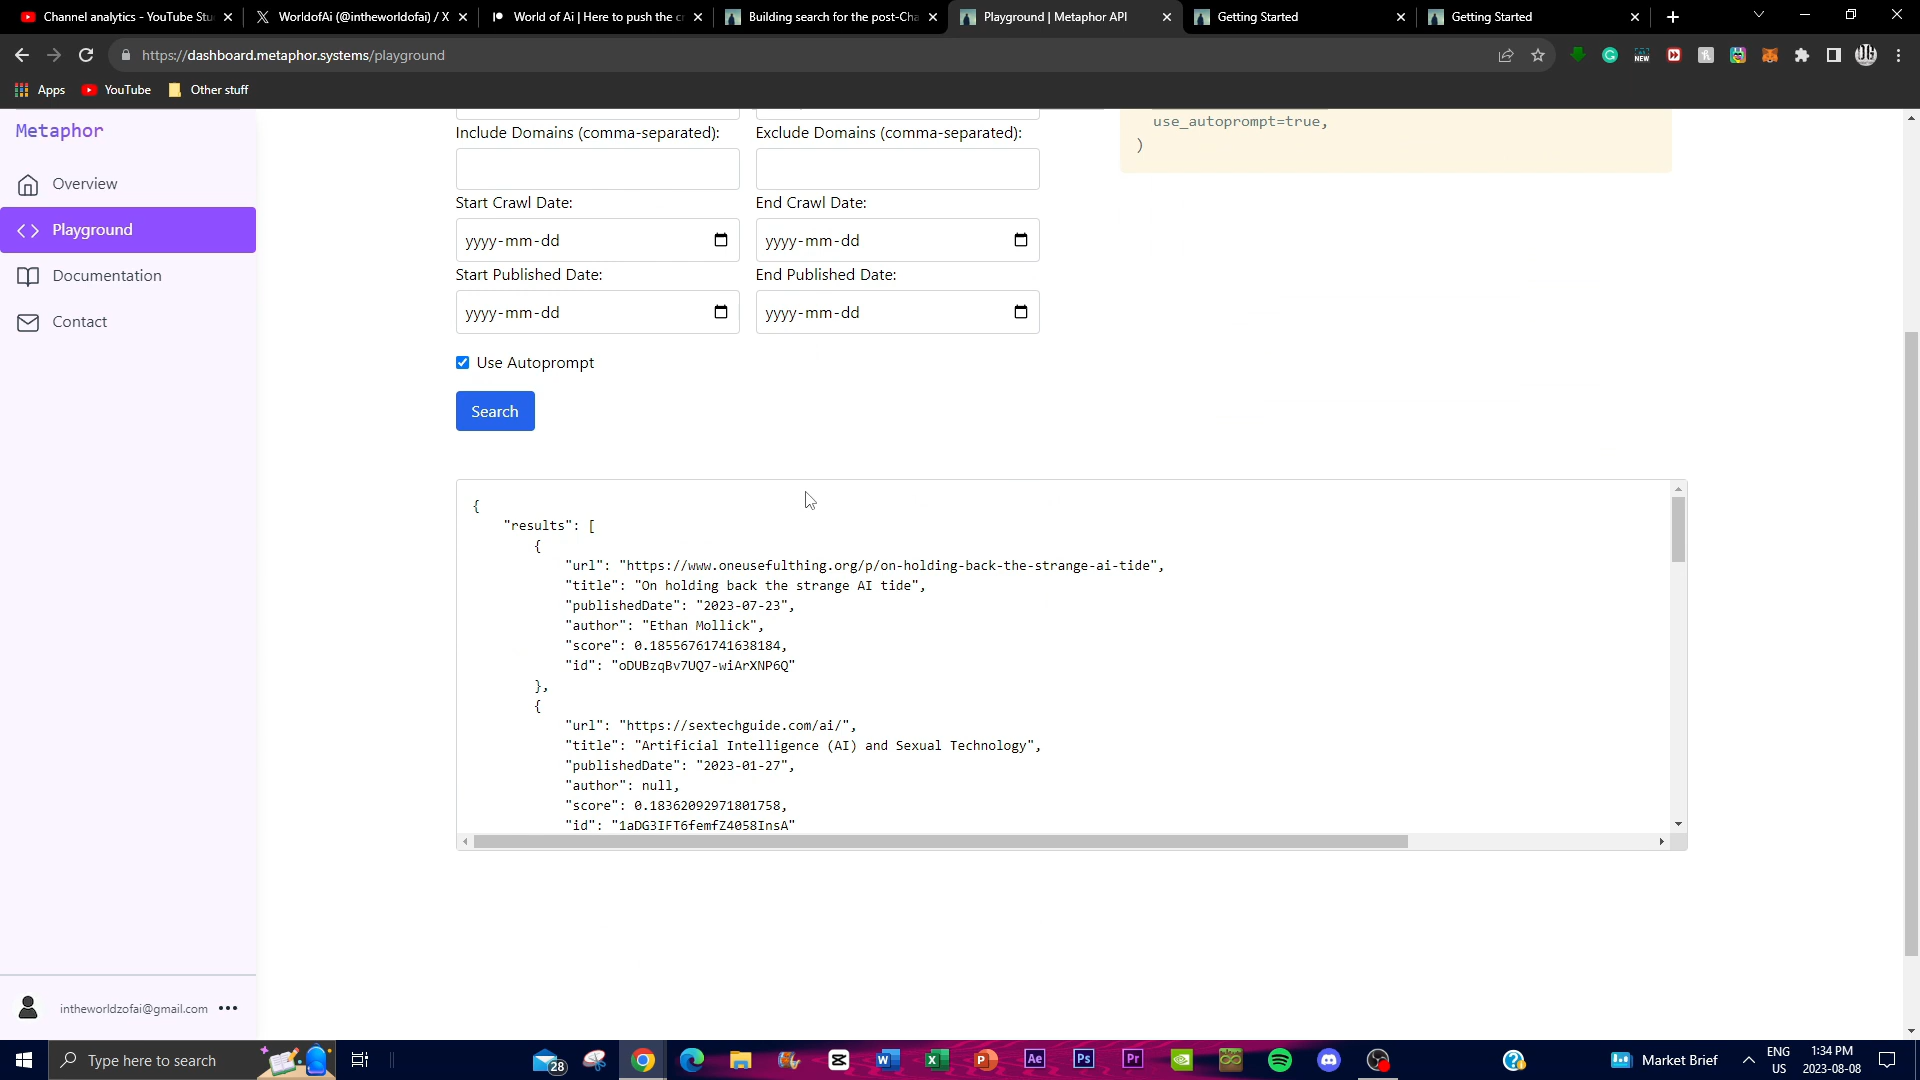 Channel analytics - YouTube Stu
WorldofAi (@intheworldofai) / X
World of Ai | Here to push the cr
Building search for the post-Cha
Playground | Metaphor API
Getting Started
Getting Started
https://dashboard.metaphor.systems/playground
Apps
YouTube
Other stuff
Metaphor
Overview
Playground
Documentation
Contact
use_autoprompt=true,
)
Include Domains (comma-separated):
Exclude Domains (comma-separated):
Start Crawl Date:
End Crawl Date:
yyyy-mm-dd
yyyy-mm-dd
Start Published Date:
End Published Date:
yyyy-mm-dd
yyyy-mm-dd
Use Autoprompt
Search
{
"results": [
{
"url": "https://www.oneusefulthing.org/p/on-holding-back-the-strange-ai-tide",
"title": "On holding back the strange AI tide",
"publishedDate": "2023-07-23",
"author": "Ethan Mollick",
"score": 0.18556761741638184,
"id": "oDUBzqBv7UQ7-wiArXNP6Q"
},
{
"url": "https://sextechguide.com/ai/",
"title": "Artificial Intelligence (AI) and Sexual Technology",
"publishedDate": "2023-01-27",
"author": null,
"score": 0.18362092971801758,
"id": "1aDG3IFT6femfZ4058InsA"
intheworldzofai@gmail.com
Type here to search
28
Market Brief
ENG
US
1:34 PM
2023-08-08